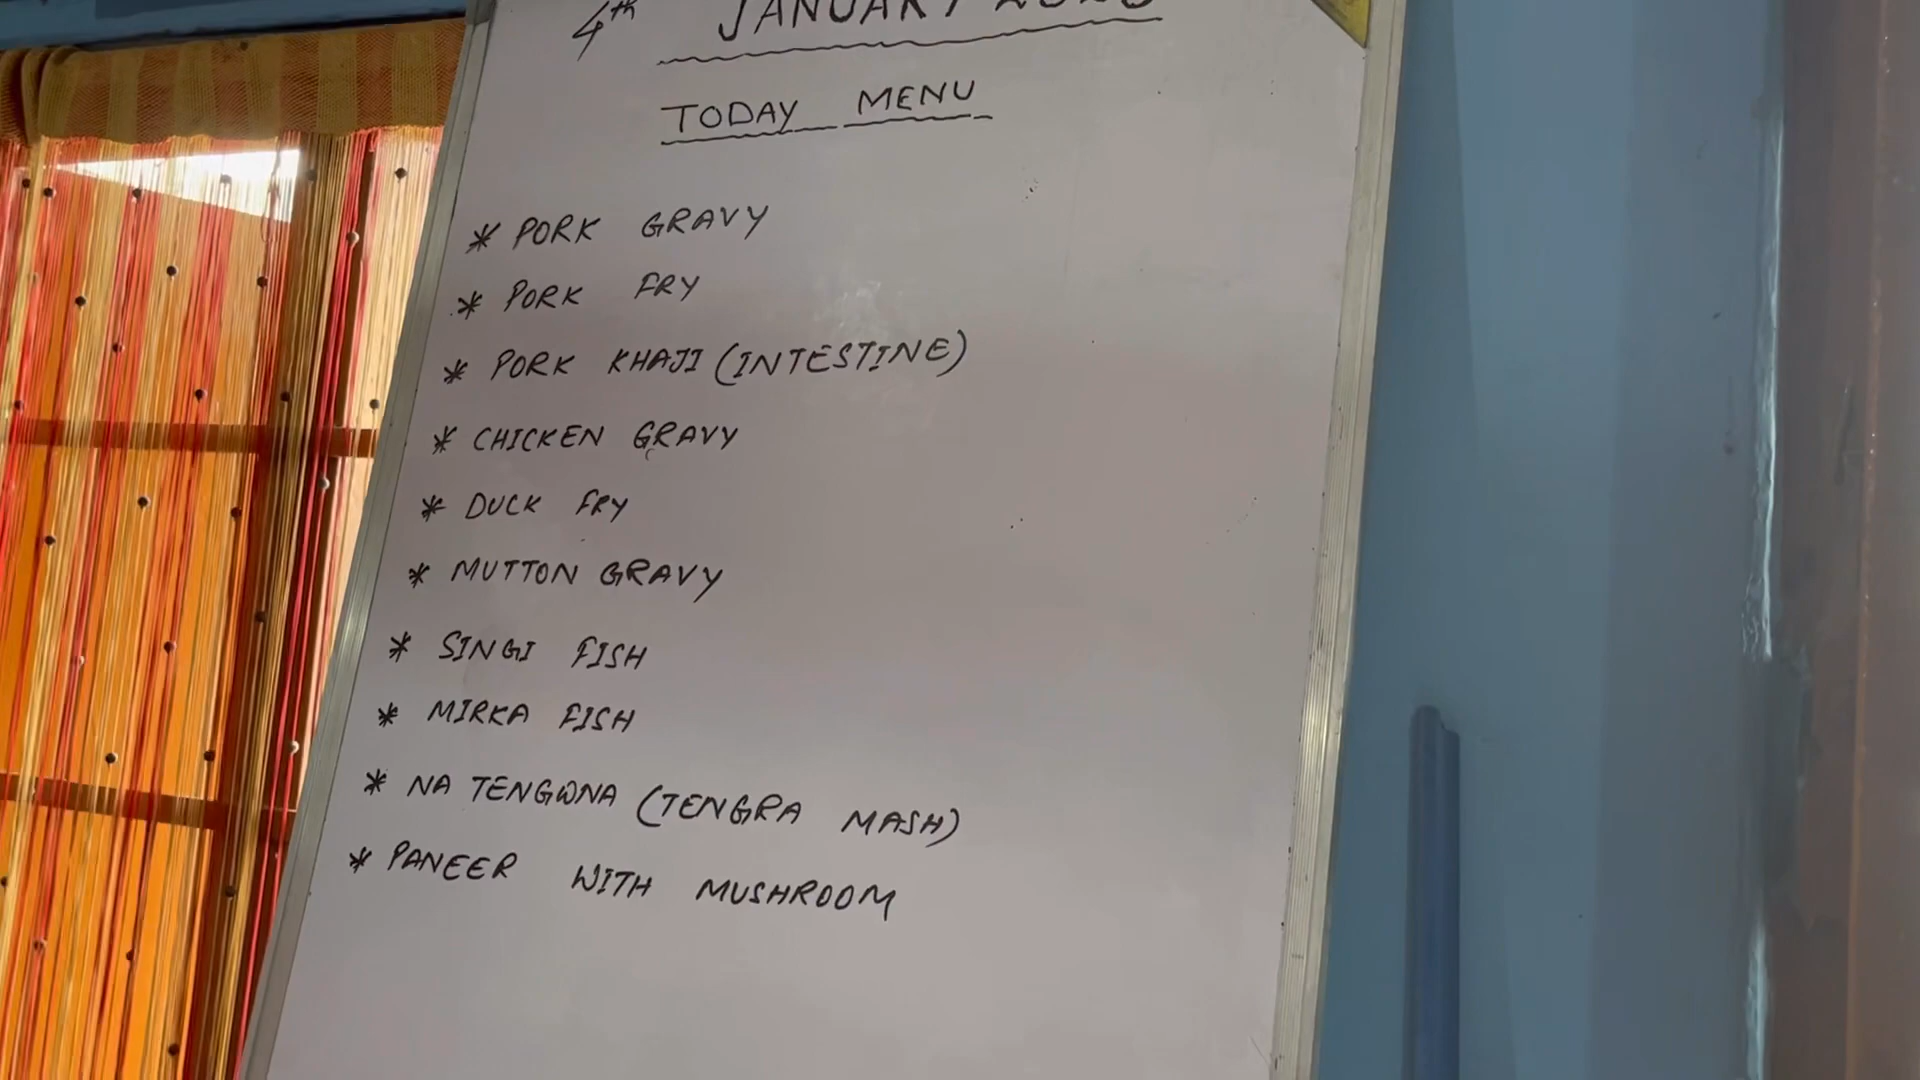 4th JANUARY
TODAY MENU
* PORK GRAVY
* PORK FRY
* PORK KHAJI (INTESTINE)
* CHICKEN GRAVY
* DUCK FRY
* MUTTON GRAVY
* SINGI FISH
* MIRKA FISH
* NA TENGWNA (TENGRA MASH)
* PANEER WITH MUSHROOM